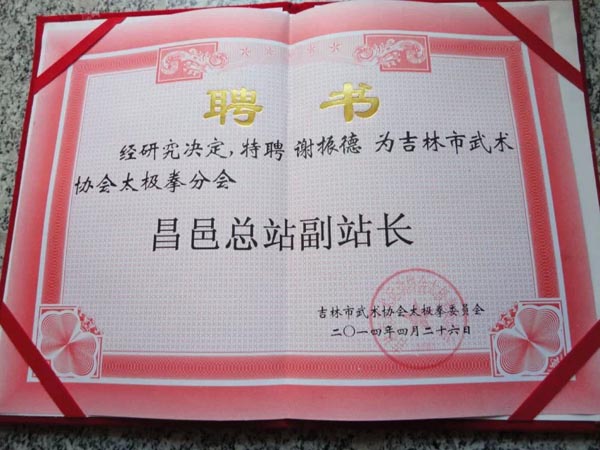 聘 书
经研究决定，特聘 谢振德 为吉林市武术
协会太极拳分会
昌邑总站副站长
吉林市武术协会太极拳委员会
二〇一四年四月二十六日